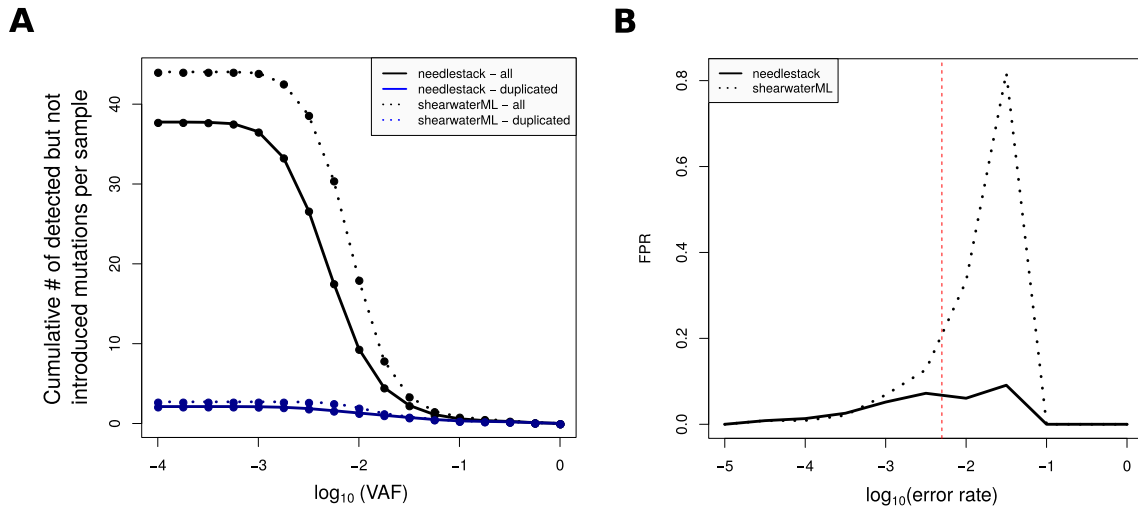 A
Cumulative # of detected but not
introduced mutations per sample
40
30
20
10
0
needlestack – all
needlestack – duplicated
shearwaterML – all
shearwaterML – duplicated
−4 −3 −2 −1 0
log10 (VAF)
B
FPR
0.8
0.6
0.4
0.2
0.0
needlestack
shearwaterML
−5 −4 −3 −2 −1 0
log10(error rate)